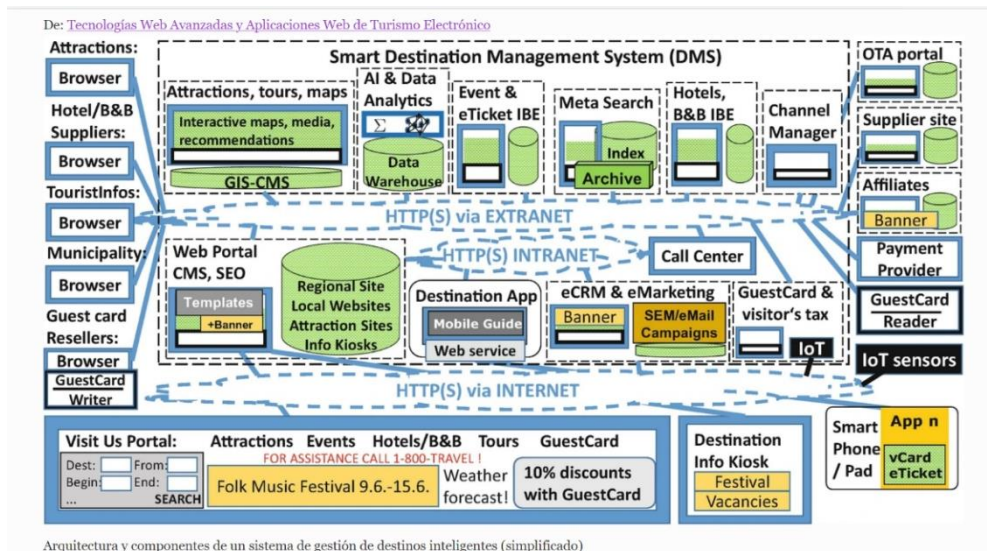 De: Tecnologías Web Avanzadas y Aplicaciones Web de Turismo Electrónico
Attractions:
Browser
Hotel/B&B
Suppliers:
Browser
TouristInfos:
Browser
Municipality:
Browser
Guest card
Resellers:
Browser
GuestCard
Writer
Smart Destination Management System (DMS)
Attractions, tours, maps
Interactive maps, media,
recommendations
GIS-CMS
AI & Data
Analytics
Σ
Data
Warehouse
Event &
eTicket IBE
Meta Search
Index
Archive
Hotels,
B&B IBE
Channel
Manager
OTA portal
Supplier site
Affiliates
Banner
Payment
Provider
GuestCard
Reader
IoT sensors
HTTP(S) via EXTRANET
HTTP(S) INTRANET
Call Center
Web Portal
CMS, SEO
Templates
+Banner
Regional Site
Local Websites
Attraction Sites
Info Kiosks
Destination App
Mobile Guide
Web service
eCRM & eMarketing
Banner
SEM/eMail
Campaigns
GuestCard &
visitor's tax
IoT
HTTP(S) via INTERNET
Visit Us Portal:
Attractions Events Hotels/B&B Tours GuestCard
FOR ASSISTANCE CALL 1-800-TRAVEL !
Dest: From:
Begin: End:
... SEARCH
Folk Music Festival 9.6.-15.6.
Weather
forecast!
10% discounts
with GuestCard
Destination
Info Kiosk
Festival
Vacancies
Smart
Phone
/ Pad
App n
vCard
eTicket
Arquitectura y componentes de un sistema de gestión de destinos inteligentes (simplificado)